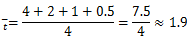 t̅=(4 + 2 + 1 + 0.5)/4 = 7.5/4 ≈ 1.9